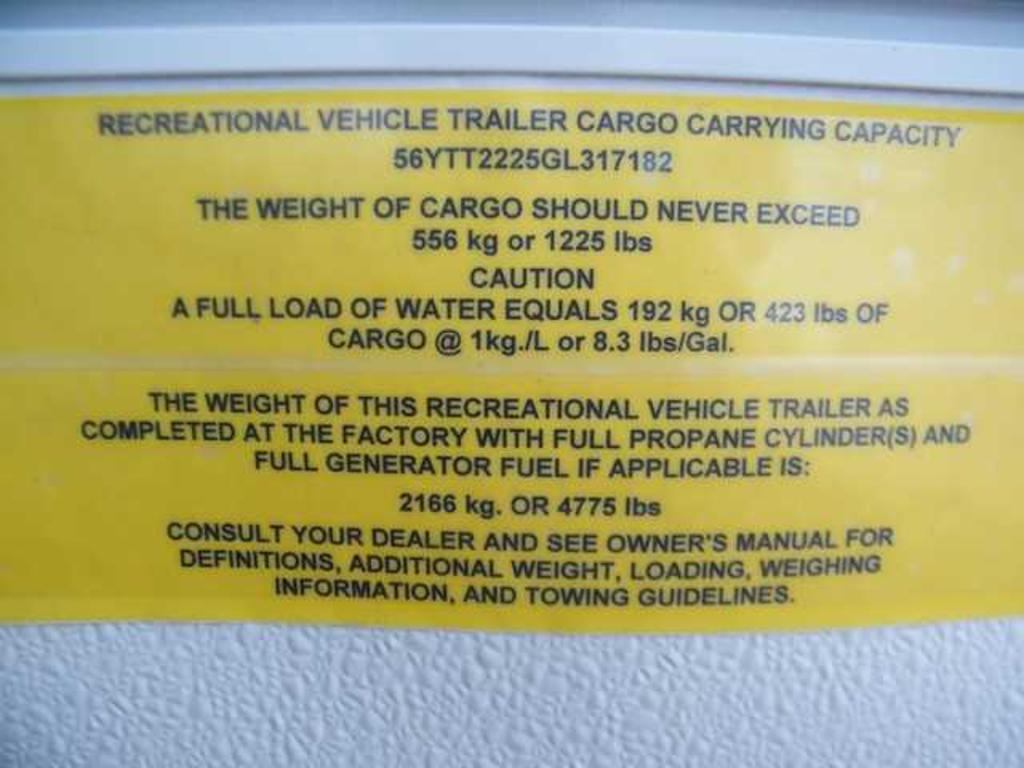 RECREATIONAL VEHICLE TRAILER CARGO CARRYING CAPACITY
56YTT2225GL317182
THE WEIGHT OF CARGO SHOULD NEVER EXCEED
556 kg or 1225 lbs
CAUTION
A FULL LOAD OF WATER EQUALS 192 kg OR 423 lbs OF
CARGO @ 1kg./L or 8.3 lbs/Gal.
THE WEIGHT OF THIS RECREATIONAL VEHICLE TRAILER AS
COMPLETED AT THE FACTORY WITH FULL PROPANE CYLINDER(S) AND
FULL GENERATOR FUEL IF APPLICABLE IS:
2166 kg. OR 4775 lbs
CONSULT YOUR DEALER AND SEE OWNER'S MANUAL FOR
DEFINITIONS, ADDITIONAL WEIGHT, LOADING, WEIGHING
INFORMATION, AND TOWING GUIDELINES.